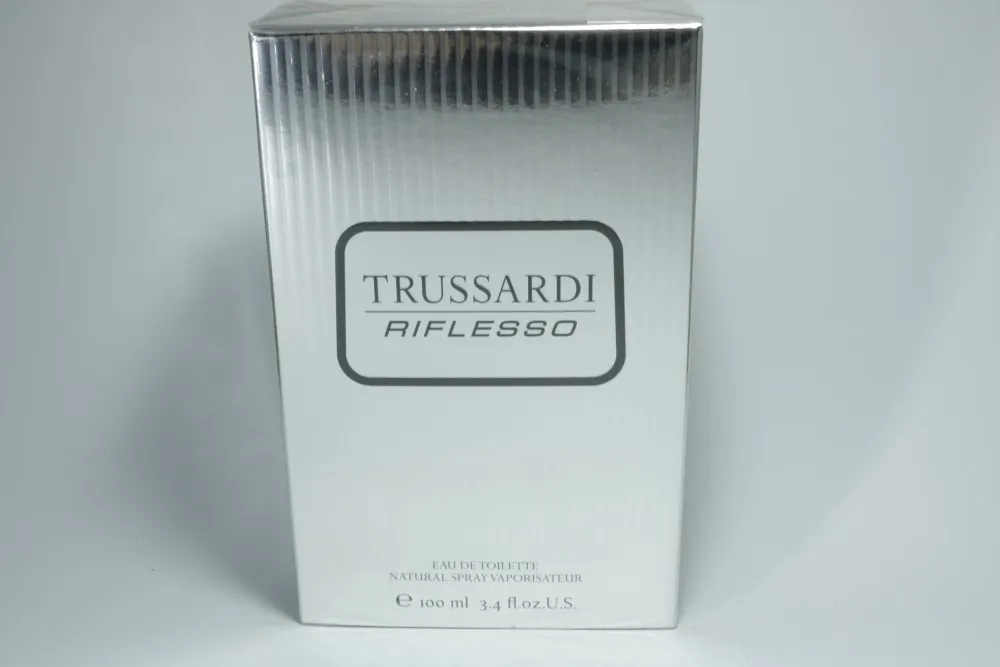 TRUSSARDI
RIFLESSO
EAU DE TOILETTE
NATURAL SPRAY VAPORISATEUR
℮ 100 ml 3.4 fl.oz.U.S.